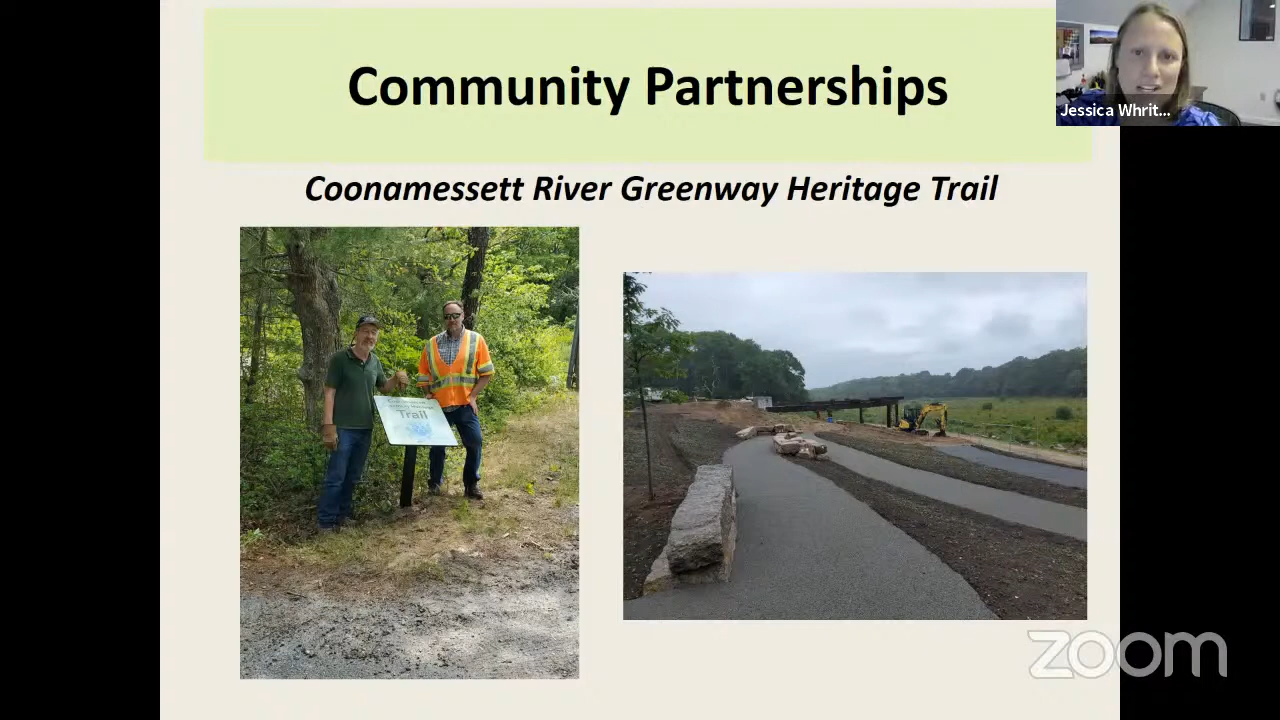 Community Partnerships
Jessica Whrit...
Coonamessett River Greenway Heritage Trail
Trail
zoom